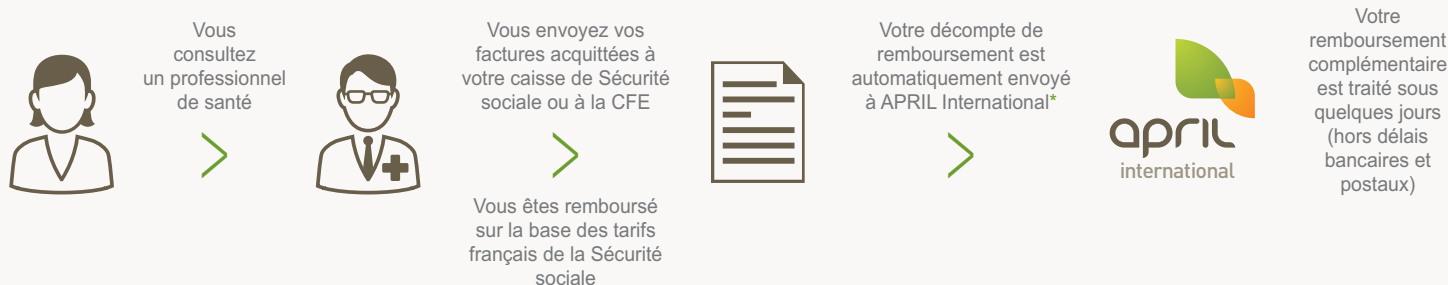 Vous
consultez
un professionnel
de santé
Vous envoyez vos
factures acquittées à
votre caisse de Sécurité
sociale ou à la CFE
Vous êtes remboursé
sur la base des tarifs
français de la Sécurité
sociale
Votre décompte de
remboursement est
automatiquement envoyé
à APRIL International*
april
international
Votre
remboursement
complémentaire
est traité sous
quelques jours
(hors délais
bancaires et
postaux)